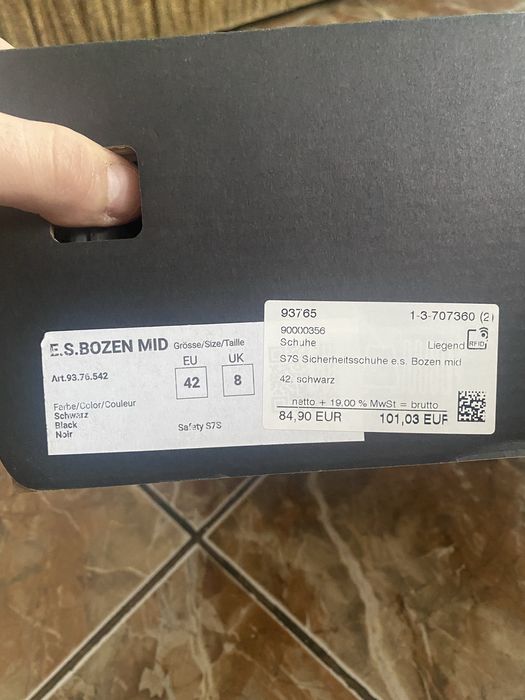 E.S.BOZEN MID
Grösse/Size/Taille
EU
UK
42
8
Art.93.76.542
Farbe/Color/Couleur
Schwarz
Black
Noir
Safety S7S
93765
1-3-707360 (2)
90000356
Schuhe
Liegend
RFID
S7S Sicherheitsschuhe e.s. Bozen mid
42, schwarz
netto + 19,00 % MwSt = brutto
84,90 EUR
101,03 EUR